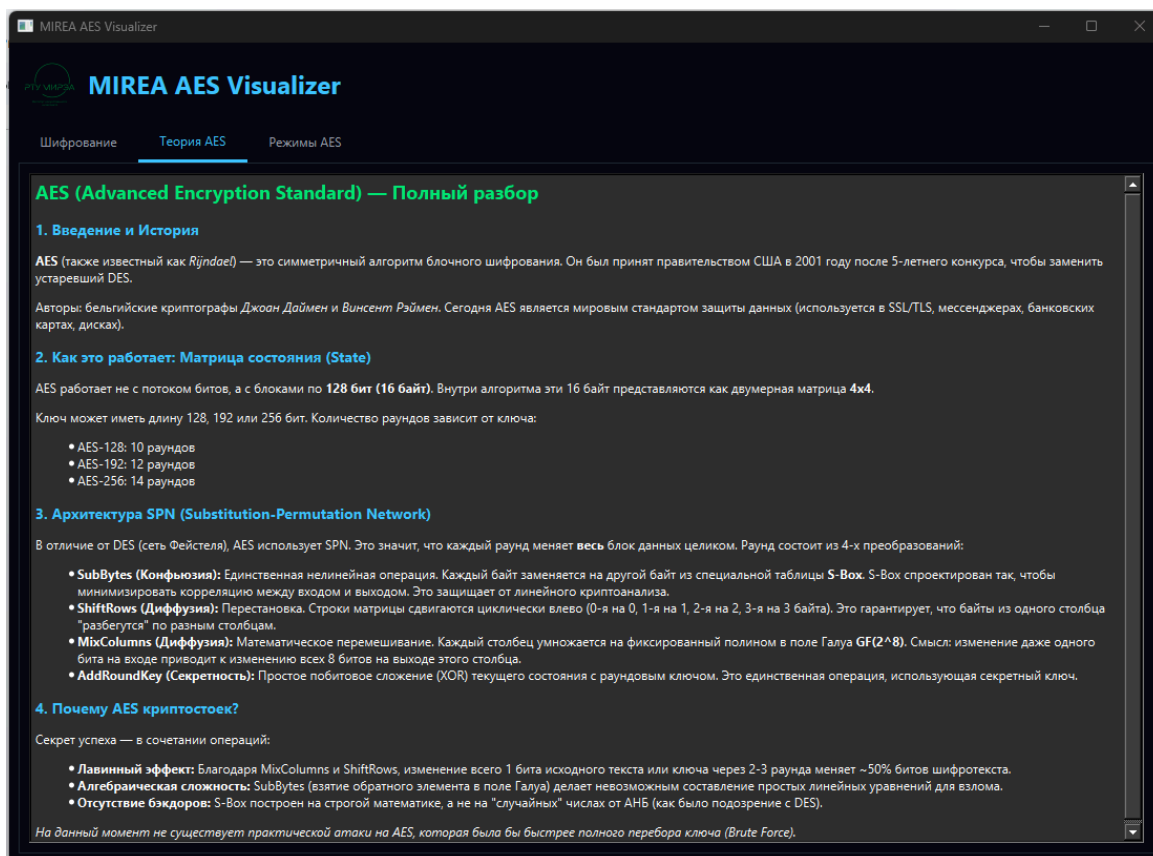 MIREA AES Visualizer
РТУ МИРЭА
MIREA AES Visualizer
Шифрование
Теория AES
Режимы AES
AES (Advanced Encryption Standard) — Полный разбор
1. Введение и История
AES (также известный как Rijndael) — это симметричный алгоритм блочного шифрования. Он был принят правительством США в 2001 году после 5-летнего конкурса, чтобы заменить
устаревший DES.
Авторы: бельгийские криптографы Джоан Даймен и Винсент Рэймен. Сегодня AES является мировым стандартом защиты данных (используется в SSL/TLS, мессенджерах, банковских
картах, дисках).
2. Как это работает: Матрица состояния (State)
AES работает не с потоком битов, а с блоками по 128 бит (16 байт). Внутри алгоритма эти 16 байт представляются как двумерная матрица 4x4.
Ключ может иметь длину 128, 192 или 256 бит. Количество раундов зависит от ключа:
• AES-128: 10 раундов
• AES-192: 12 раундов
• AES-256: 14 раундов
3. Архитектура SPN (Substitution-Permutation Network)
В отличие от DES (сеть Фейстеля), AES использует SPN. Это значит, что каждый раунд меняет весь блок данных целиком. Раунд состоит из 4-х преобразований:
• SubBytes (Конфьюзия): Единственная нелинейная операция. Каждый байт заменяется на другой байт из специальной таблицы S-Box. S-Box спроектирован так, чтобы
минимизировать корреляцию между входом и выходом. Это защищает от линейного криптоанализа.
• ShiftRows (Диффузия): Перестановка. Строки матрицы сдвигаются циклически влево (0-я на 0, 1-я на 1, 2-я на 2, 3-я на 3 байта). Это гарантирует, что байты из одного столбца
"разбегутся" по разным столбцам.
• MixColumns (Диффузия): Математическое перемешивание. Каждый столбец умножается на фиксированный полином в поле Галуа GF(2^8). Смысл: изменение даже одного
бита на входе приводит к изменению всех 8 битов на выходе этого столбца.
• AddRoundKey (Секретность): Простое побитовое сложение (XOR) текущего состояния с раундовым ключом. Это единственная операция, использующая секретный ключ.
4. Почему AES криптостоек?
Секрет успеха — в сочетании операций:
• Лавинный эффект: Благодаря MixColumns и ShiftRows, изменение всего 1 бита исходного текста или ключа через 2-3 раунда меняет ~50% битов шифротекста.
• Алгебраическая сложность: SubBytes (взятие обратного элемента в поле Галуа) делает невозможным составление простых линейных уравнений для взлома.
• Отсутствие бэкдоров: S-Box построен на строгой математике, а не на "случайных" числах от АНБ (как было подозрение с DES).
На данный момент не существует практической атаки на AES, которая была бы быстрее полного перебора ключа (Brute Force).